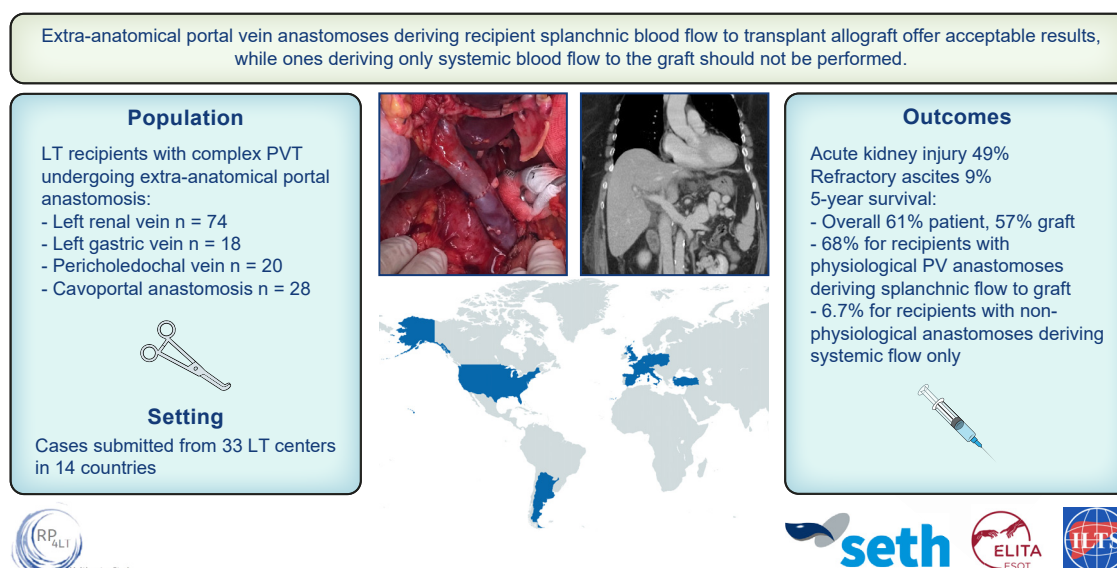 Extra-anatomical portal vein anastomoses deriving recipient splanchnic blood flow to transplant allograft offer acceptable results,
while ones deriving only systemic blood flow to the graft should not be performed.
Population
LT recipients with complex PVT
undergoing extra-anatomical portal
anastomosis:
- Left renal vein n = 74
- Left gastric vein n = 18
- Pericholedochal vein n = 20
- Cavoportal anastomosis n = 28
Setting
Cases submitted from 33 LT centers
in 14 countries
Outcomes
Acute kidney injury 49%
Refractory ascites 9%
5-year survival:
- Overall 61% patient, 57% graft
- 68% for recipients with
physiological PV anastomoses
deriving splanchnic flow to graft
- 6.7% for recipients with non-
physiological anastomoses deriving
systemic flow only
RP
4LT
seth
ELITA
ESOT
ILTS